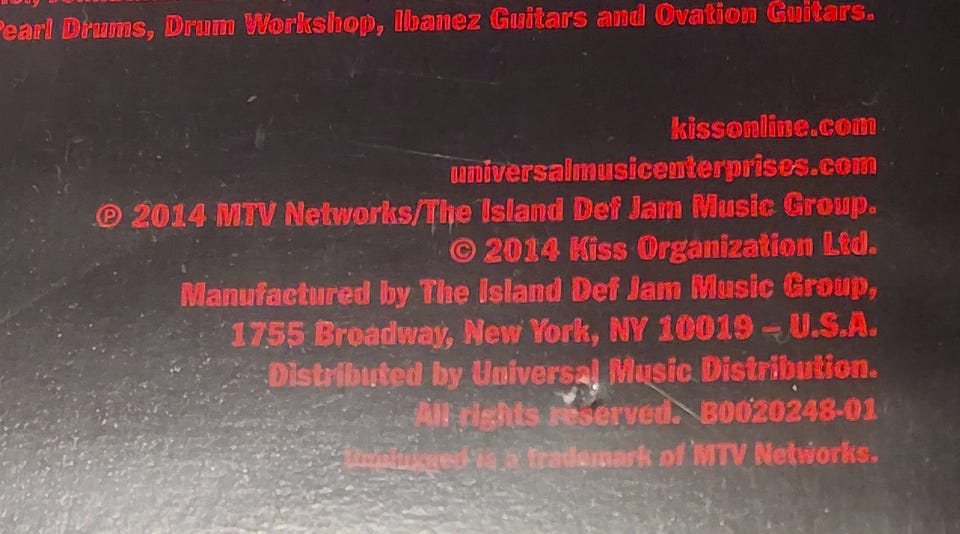 Pearl Drums, Drum Workshop, Ibanez Guitars and Ovation Guitars.
kissonline.com
universalmusicenterprises.com
℗ 2014 MTV Networks/The Island Def Jam Music Group.
© 2014 Kiss Organization Ltd.
Manufactured by The Island Def Jam Music Group,
1755 Broadway, New York, NY 10019 – U.S.A.
Distributed by Universal Music Distribution.
All rights reserved. B0020248-01
Unplugged is a trademark of MTV Networks.